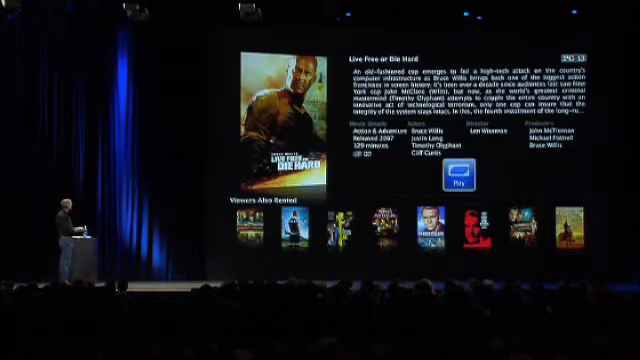 Live Free or Die Hard
PG-13
An old-fashioned cop emerges to foil a high-tech attack on the country's
computer infrastructure as Bruce Willis brings back one of the biggest action
franchises in screen history. It's been over a decade since audiences last saw New
York cop John McClane (Willis), but now, as the world's greatest criminal
mastermind (Timothy Olyphant) attempts to cripple the entire country with an
innovative act of technological terrorism, only one cop can insure that the
integrity of the system stays intact. In this, the fourth installment of the long-ru...
Movie Details Actors Director Producers
Action & Adventure Bruce Willis Len Wiseman John McTiernan
Released 2007 Justin Long Michael Fottrell
129 minutes Timothy Olyphant Bruce Willis
Cliff Curtis
LIVE FREE OR
DIE HARD
Play
Viewers Also Rented